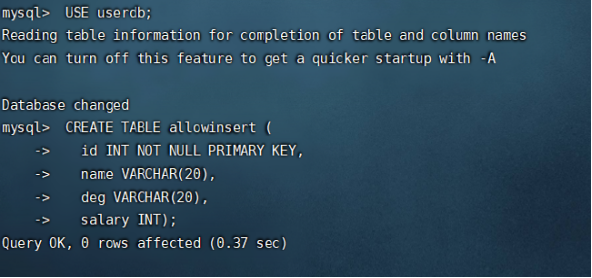 mysql>  USE userdb;
Reading table information for completion of table and column names
You can turn off this feature to get a quicker startup with -A

Database changed
mysql>  CREATE TABLE allowinsert (
    ->    id INT NOT NULL PRIMARY KEY,
    ->    name VARCHAR(20),
    ->    deg VARCHAR(20),
    ->    salary INT);
Query OK, 0 rows affected (0.37 sec)